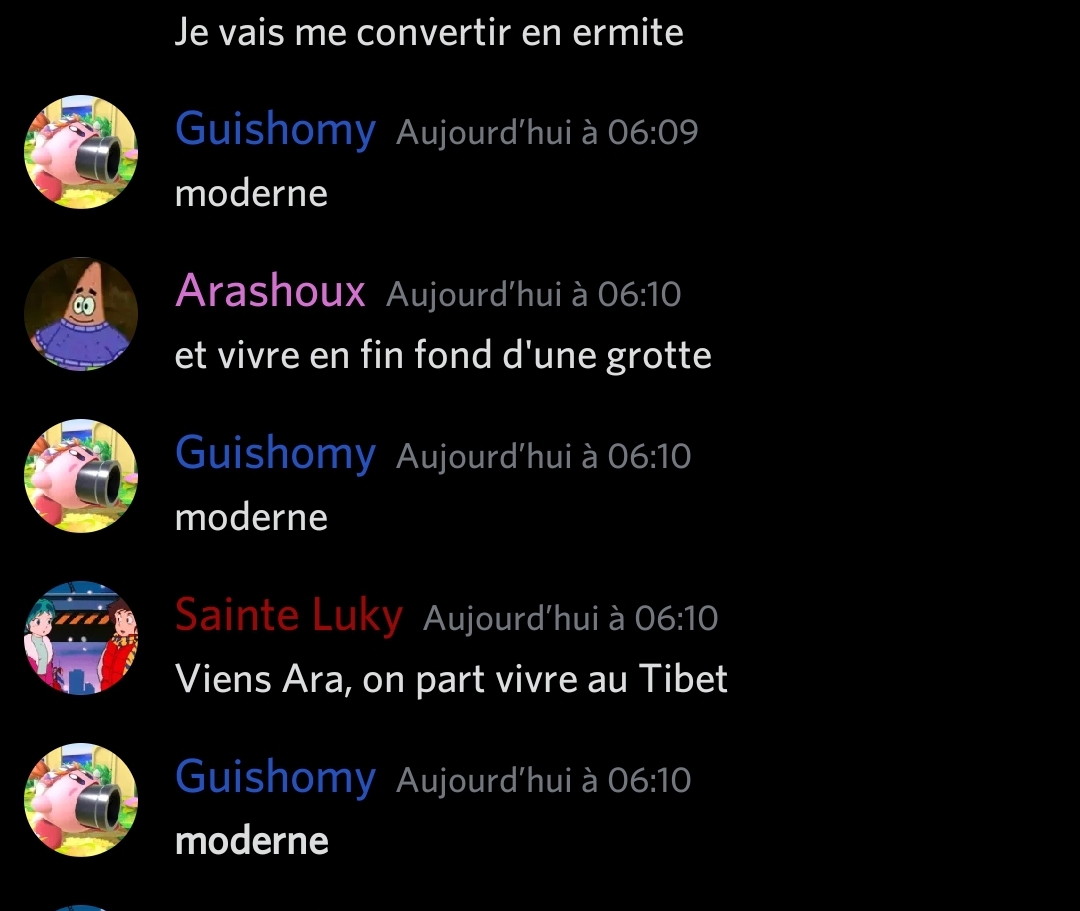 Je vais me convertir en ermite
Guishomy Aujourd’hui à 06:09
moderne
Arashoux Aujourd’hui à 06:10
et vivre en fin fond d'une grotte
Guishomy Aujourd’hui à 06:10
moderne
Sainte Luky Aujourd’hui à 06:10
Viens Ara, on part vivre au Tibet
Guishomy Aujourd’hui à 06:10
moderne